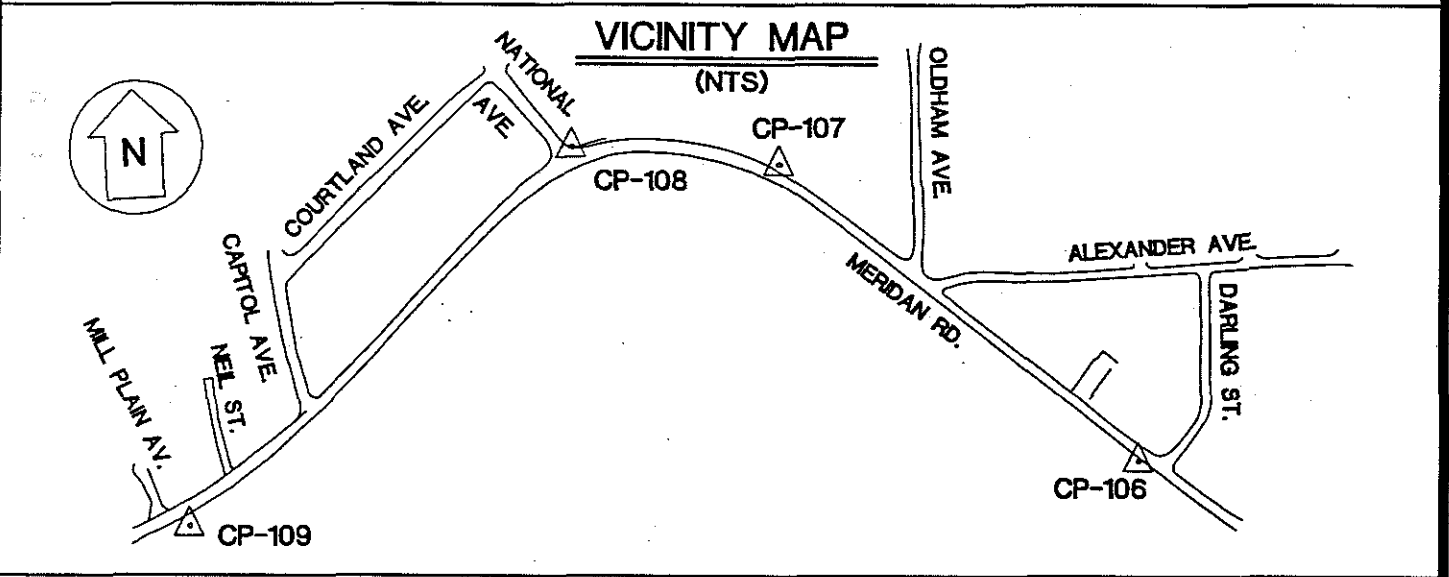 VICINITY MAP
(NTS)
N
NATIONAL
AVE.
COURTLAND AVE.
CAPITOL AVE.
NEIL ST.
MILL PLAIN AV.
CP-109
CP-108
CP-107
OLDHAM AVE.
MERIDAN RD.
ALEXANDER AVE.
DARLING ST.
CP-106